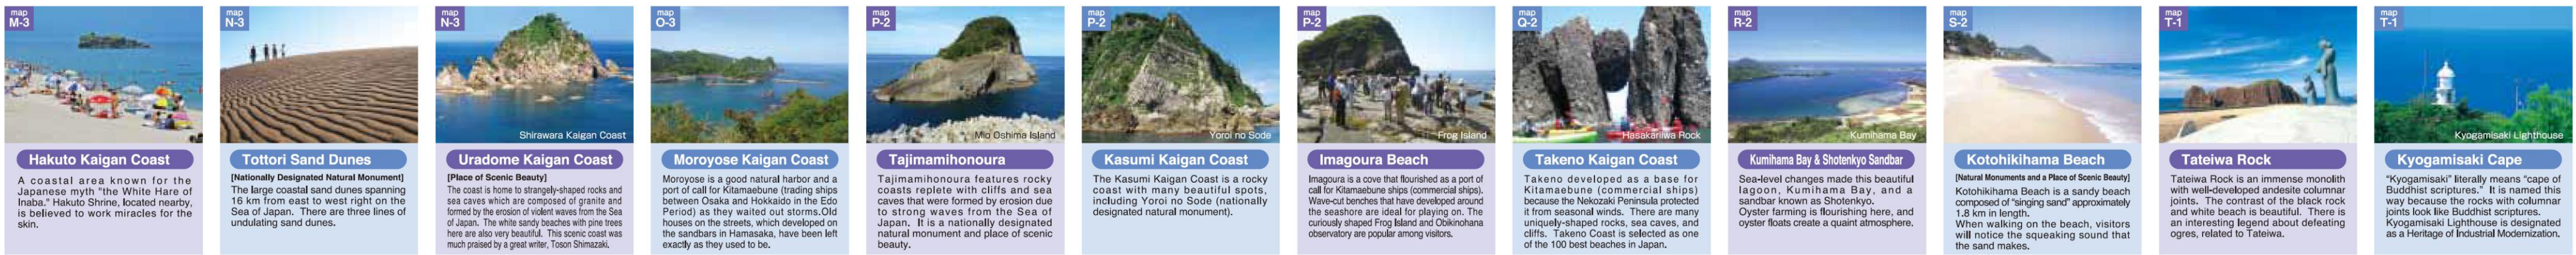 map
M-3
Hakuto Kaigan Coast
A coastal area known for the
Japanese myth "the White Hare of
Inaba." Hakuto Shrine, located nearby,
is believed to work miracles for the
skin.
map
N-3
Tottori Sand Dunes
[Nationally Designated Natural Monument]
The large coastal sand dunes spanning
16 km from east to west right on the
Sea of Japan. There are three lines of
undulating sand dunes.
map
N-3
Shirawara Kaigan Coast
Uradome Kaigan Coast
[Place of Scenic Beauty]
The coast is home to strangely-shaped rocks and
sea caves which are composed of granite and
formed by the erosion of violent waves from the Sea
of Japan. The white sandy beaches with pine trees
here are also very beautiful. This scenic coast was
much praised by a great writer, Toson Shimazaki.
map
O-3
Moroyose Kaigan Coast
Moroyose is a good natural harbor and a
port of call for Kitamaebune (trading ships
between Osaka and Hokkaido in the Edo
Period) as they waited out storms.Old
houses on the streets, which developed on
the sandbars in Hamasaka, have been left
exactly as they used to be.
map
P-2
Mio Oshima Island
Tajimamihonoura
Tajimamihonoura features rocky
coasts replete with cliffs and sea
caves that were formed by erosion due
to strong waves from the Sea of
Japan. It is a nationally designated
natural monument and place of scenic
beauty.
map
P-2
Yoroi no Sode
Kasumi Kaigan Coast
The Kasumi Kaigan Coast is a rocky
coast with many beautiful spots,
including Yoroi no Sode (nationally
designated natural monument).
map
P-2
Frog Island
Imagoura Beach
Imagoura is a cove that flourished as a port of
call for Kitamaebune ships (commercial ships).
Wave-cut benches that have developed around
the seashore are ideal for playing on. The
curiously shaped Frog Island and Obikinohana
observatory are popular among visitors.
map
Q-2
Hasakariiwa Rock
Takeno Kaigan Coast
Takeno developed as a base for
Kitamaebune (commercial ships)
because the Nekozaki Peninsula protected
it from seasonal winds. There are many
uniquely-shaped rocks, sea caves, and
cliffs. Takeno Coast is selected as one
of the 100 best beaches in Japan.
map
R-2
Kumihama Bay
Kumihama Bay & Shotenkyo Sandbar
Sea-level changes made this beautiful
lagoon, Kumihama Bay, and a
sandbar known as Shotenkyo.
Oyster farming is flourishing here, and
oyster floats create a quaint atmosphere.
map
S-2
Kotohikihama Beach
[Natural Monuments and a Place of Scenic Beauty]
Kotohikihama Beach is a sandy beach
composed of "singing sand" approximately
1.8 km in length.
When walking on the beach, visitors
will notice the squeaking sound that
the sand makes.
map
T-1
Tateiwa Rock
Tateiwa Rock is an immense monolith
with well-developed andesite columnar
joints. The contrast of the black rock
and white beach is beautiful. There is
an interesting legend about defeating
ogres, related to Tateiwa.
map
T-1
Kyogamisaki Lighthouse
Kyogamisaki Cape
"Kyogamisaki" literally means "cape of
Buddhist scriptures." It is named this
way because the rocks with columnar
joints look like Buddhist scriptures.
Kyogamisaki Lighthouse is designated
as a Heritage of Industrial Modernization.